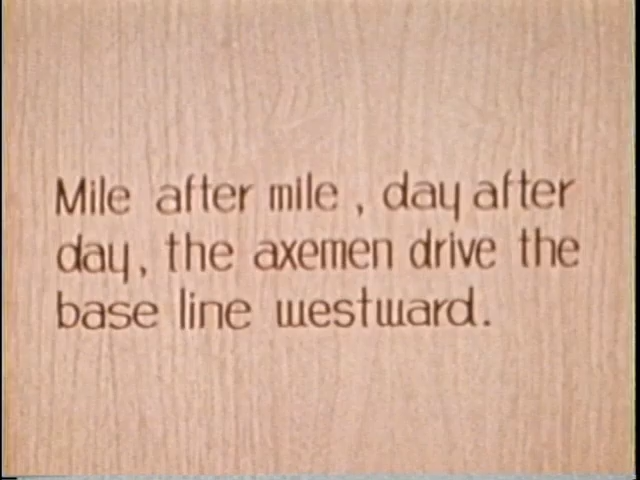 Mile after mile , day after
day, the axemen drive the
base line westward.